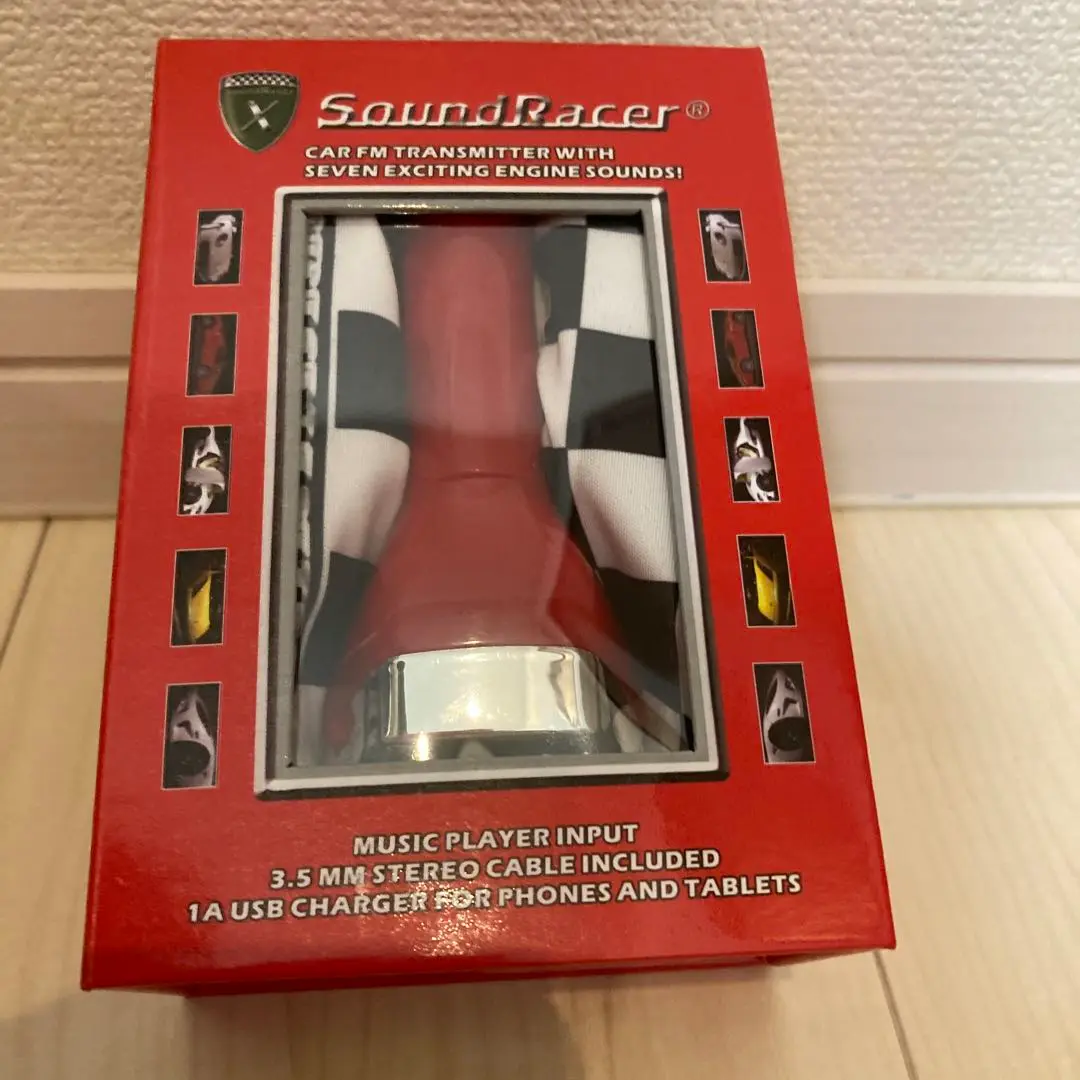 SoundRacer®
CAR FM TRANSMITTER WITH
SEVEN EXCITING ENGINE SOUNDS!
MUSIC PLAYER INPUT
3.5 MM STEREO CABLE INCLUDED
1A USB CHARGER FOR PHONES AND TABLETS